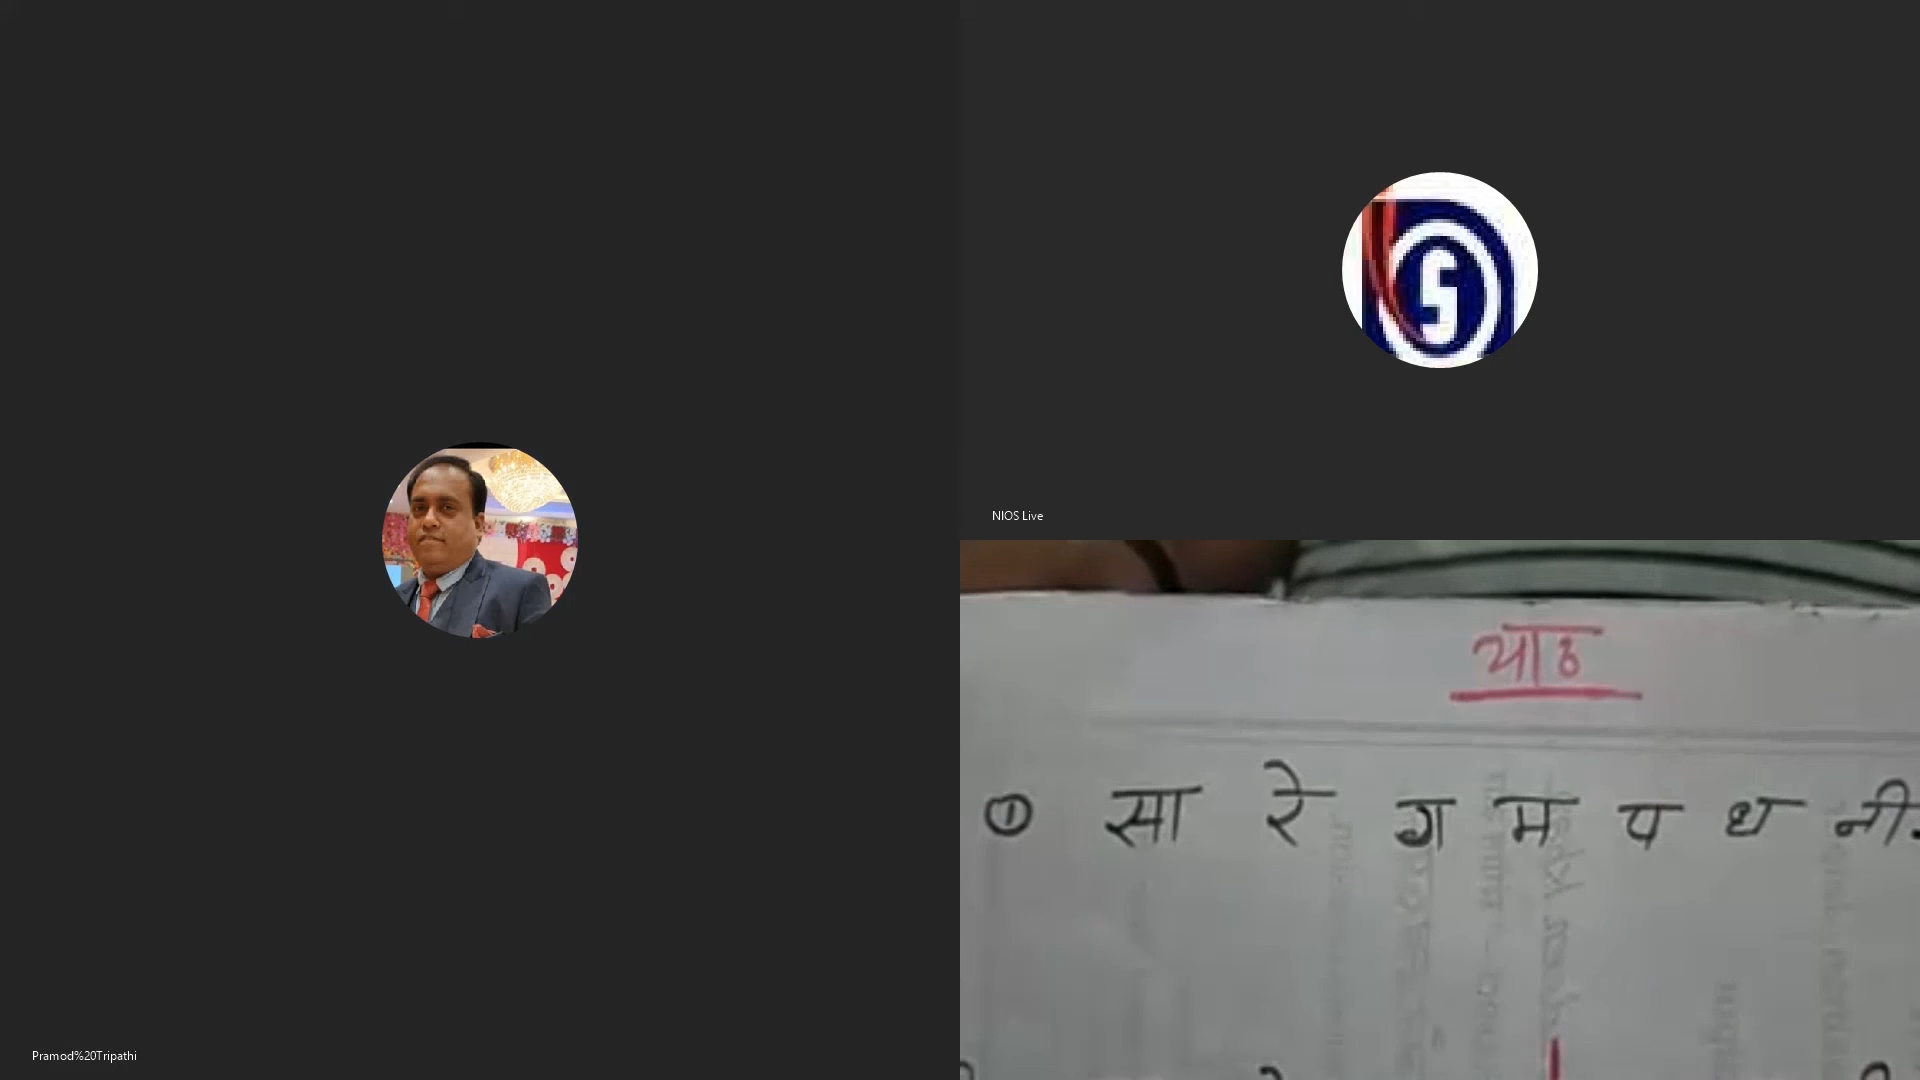 NIOS Live
थाठ
① सा रे ग म प ध नी
Pramod%20Tripathi